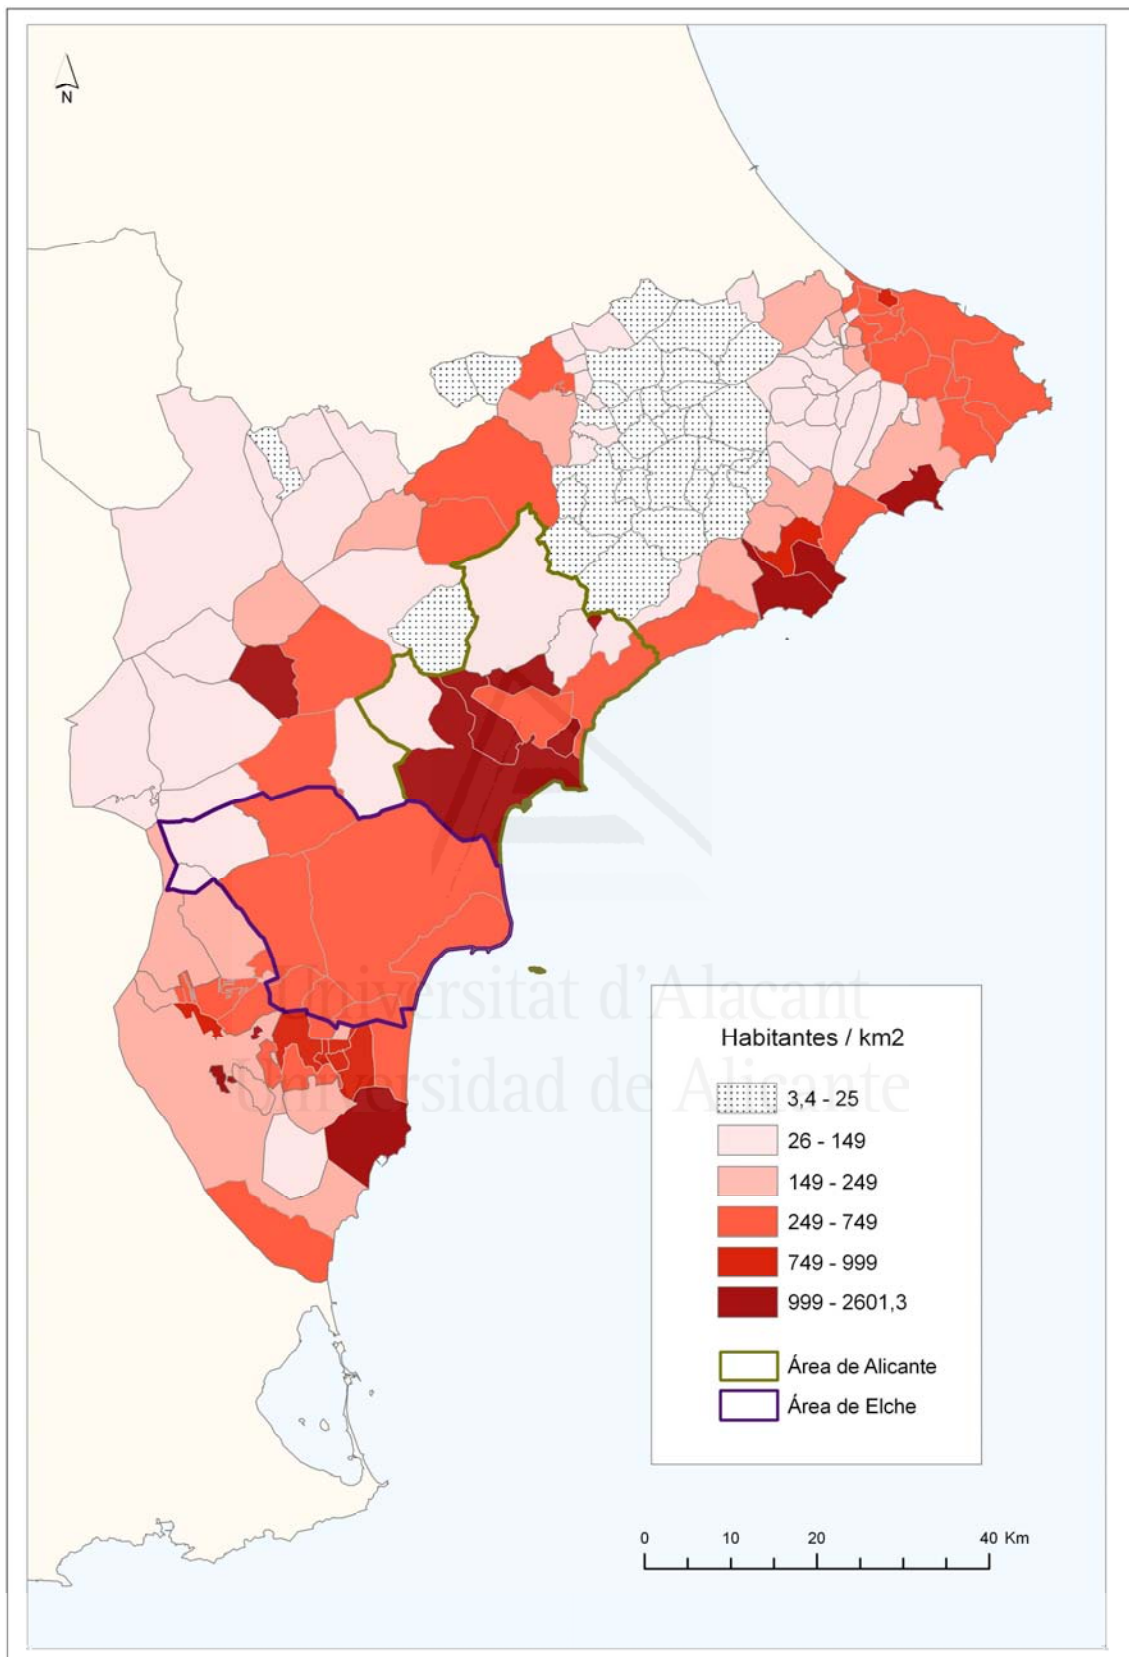 N
Universitat d'Alacant
Universidad de Alicante
Habitantes / km2
3,4 - 25
26 - 149
149 - 249
249 - 749
749 - 999
999 - 2601,3
Área de Alicante
Área de Elche
0 10 20 40 Km